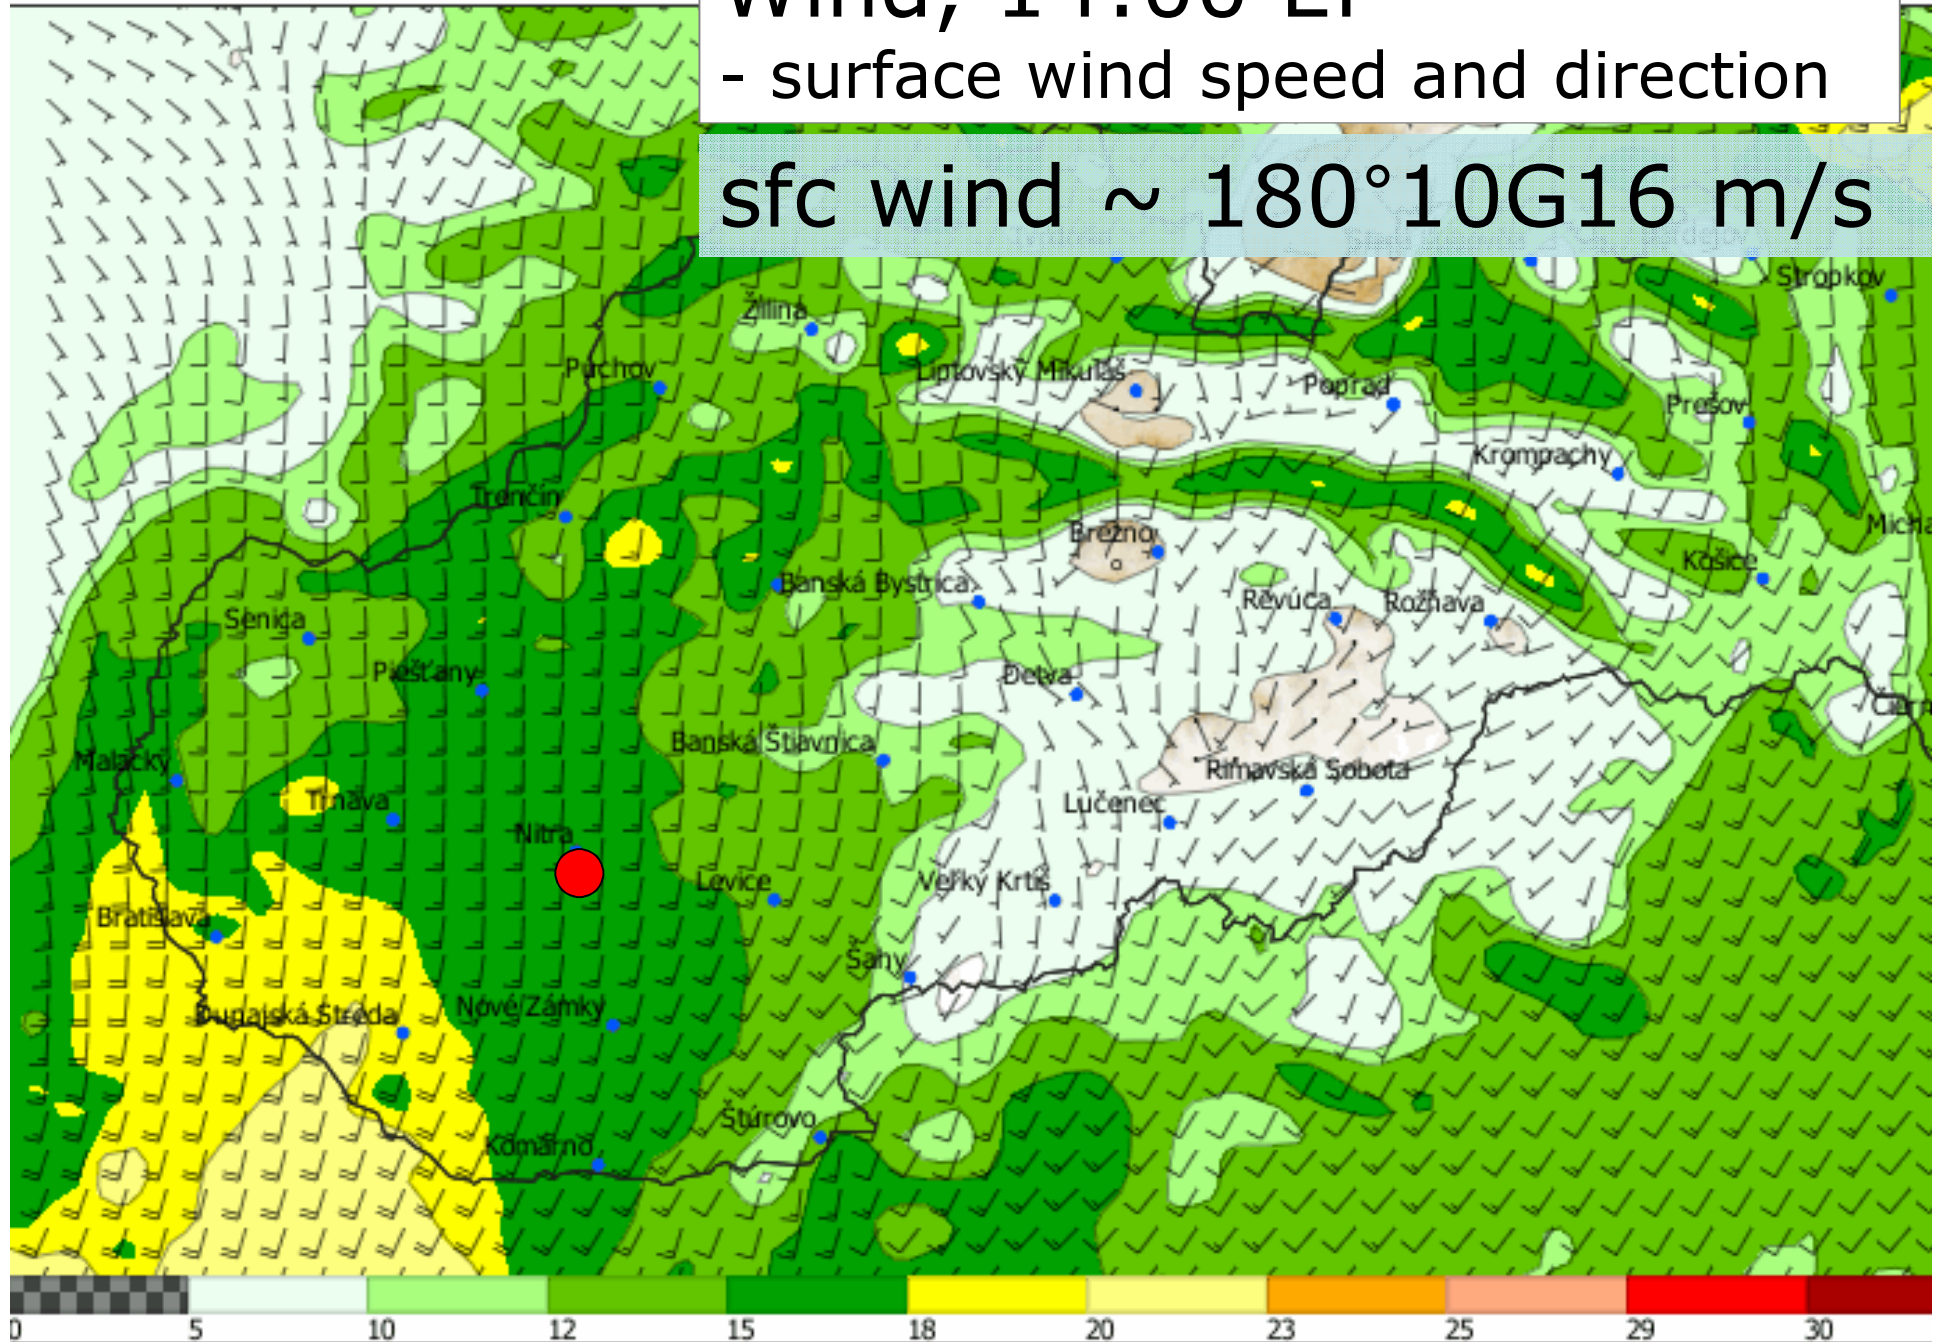 - surface wind speed and direction
sfc wind ~ 180°10G16 m/s
Stropkov
Žilina
Púchov
Liptovský Mikuláš
Poprad
Prešov
Krompachy
Trenčín
Brezno
Micha
Košice
Banská Bystrica
Revúca
Rožňava
Senica
Piešťany
Detva
Čiern
Banská Štiavnica
Malacky
Rimavská Sobota
Trnava
Lučenec
Nitra
Levice
Veľký Krtíš
Bratislava
Šahy
Dunajská Streda
Nové Zámky
Štúrovo
Komárno
0 5 10 12 15 18 20 23 25 29 30